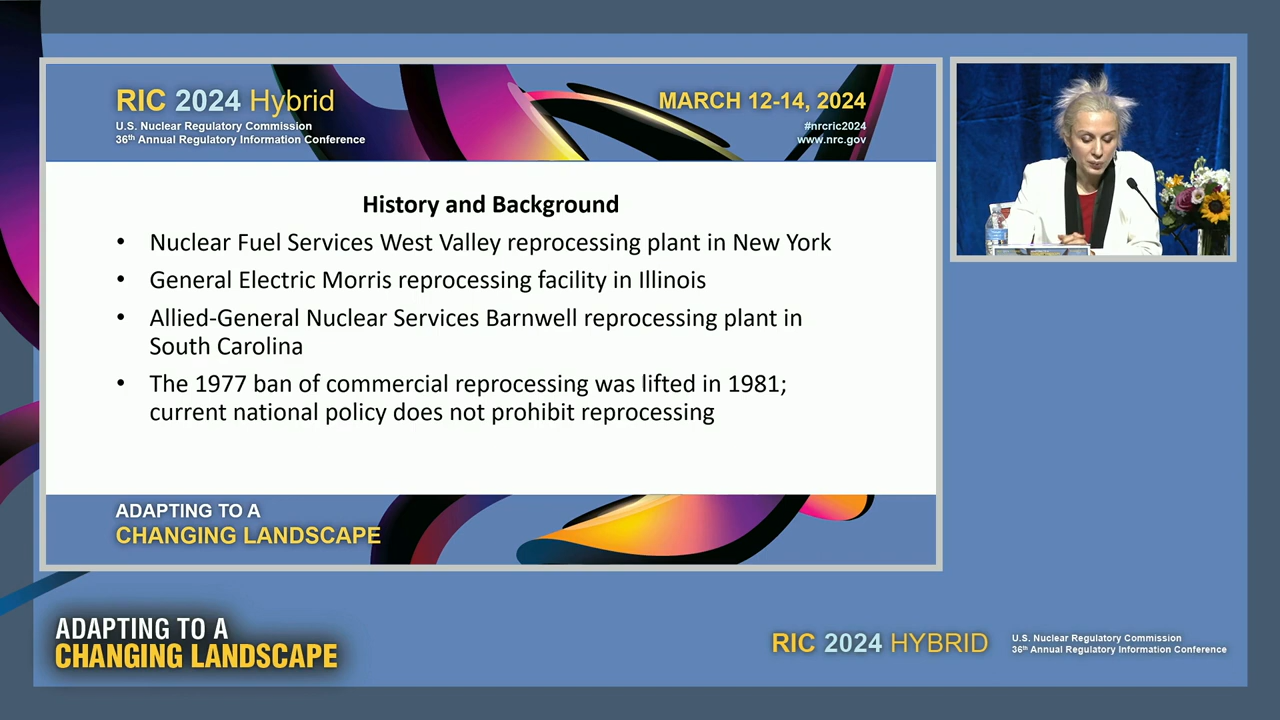 RIC 2024 Hybrid
U.S. Nuclear Regulatory Commission
36th Annual Regulatory Information Conference
MARCH 12-14, 2024
#nrcric2024
www.nrc.gov
History and Background
• Nuclear Fuel Services West Valley reprocessing plant in New York
• General Electric Morris reprocessing facility in Illinois
• Allied-General Nuclear Services Barnwell reprocessing plant in
South Carolina
• The 1977 ban of commercial reprocessing was lifted in 1981;
current national policy does not prohibit reprocessing
ADAPTING TO A
CHANGING LANDSCAPE
ADAPTING TO A
CHANGING LANDSCAPE
RIC 2024 HYBRID
U.S. Nuclear Regulatory Commission
36th Annual Regulatory Information Conference